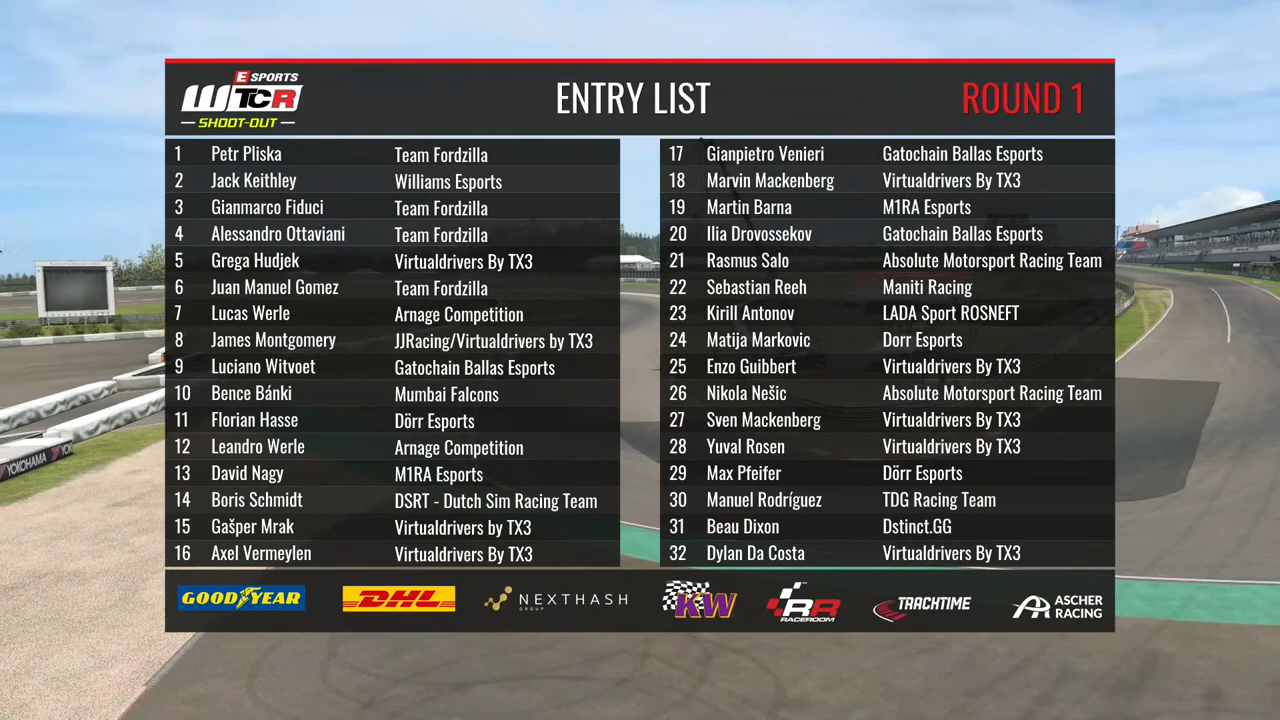 E SPORTS
WTCR
SHOOT-OUT
ENTRY LIST
ROUND 1
1 Petr Pliska Team Fordzilla
2 Jack Keithley Williams Esports
3 Gianmarco Fiduci Team Fordzilla
4 Alessandro Ottaviani Team Fordzilla
5 Grega Hudjek Virtualdrivers By TX3
6 Juan Manuel Gomez Team Fordzilla
7 Lucas Werle Arnage Competition
8 James Montgomery JJRacing/Virtualdrivers by TX3
9 Luciano Witvoet Gatochain Ballas Esports
10 Bence Bánki Mumbai Falcons
11 Florian Hasse Dörr Esports
12 Leandro Werle Arnage Competition
13 David Nagy M1RA Esports
14 Boris Schmidt DSRT - Dutch Sim Racing Team
15 Gašper Mrak Virtualdrivers by TX3
16 Axel Vermeylen Virtualdrivers By TX3
17 Gianpietro Venieri Gatochain Ballas Esports
18 Marvin Mackenberg Virtualdrivers By TX3
19 Martin Barna M1RA Esports
20 Ilia Drovossekov Gatochain Ballas Esports
21 Rasmus Salo Absolute Motorsport Racing Team
22 Sebastian Reeh Maniti Racing
23 Kirill Antonov LADA Sport ROSNEFT
24 Matija Markovic Dorr Esports
25 Enzo Guibbert Virtualdrivers By TX3
26 Nikola Nešic Absolute Motorsport Racing Team
27 Sven Mackenberg Virtualdrivers By TX3
28 Yuval Rosen Virtualdrivers By TX3
29 Max Pfeifer Dörr Esports
30 Manuel Rodríguez TDG Racing Team
31 Beau Dixon Dstinct.GG
32 Dylan Da Costa Virtualdrivers By TX3
YOKOHAMA
GOODYEAR
DHL
NEXTHASH
GROUP
KW
RR
RACEROOM
TRACKTIME
ASCHER
RACING